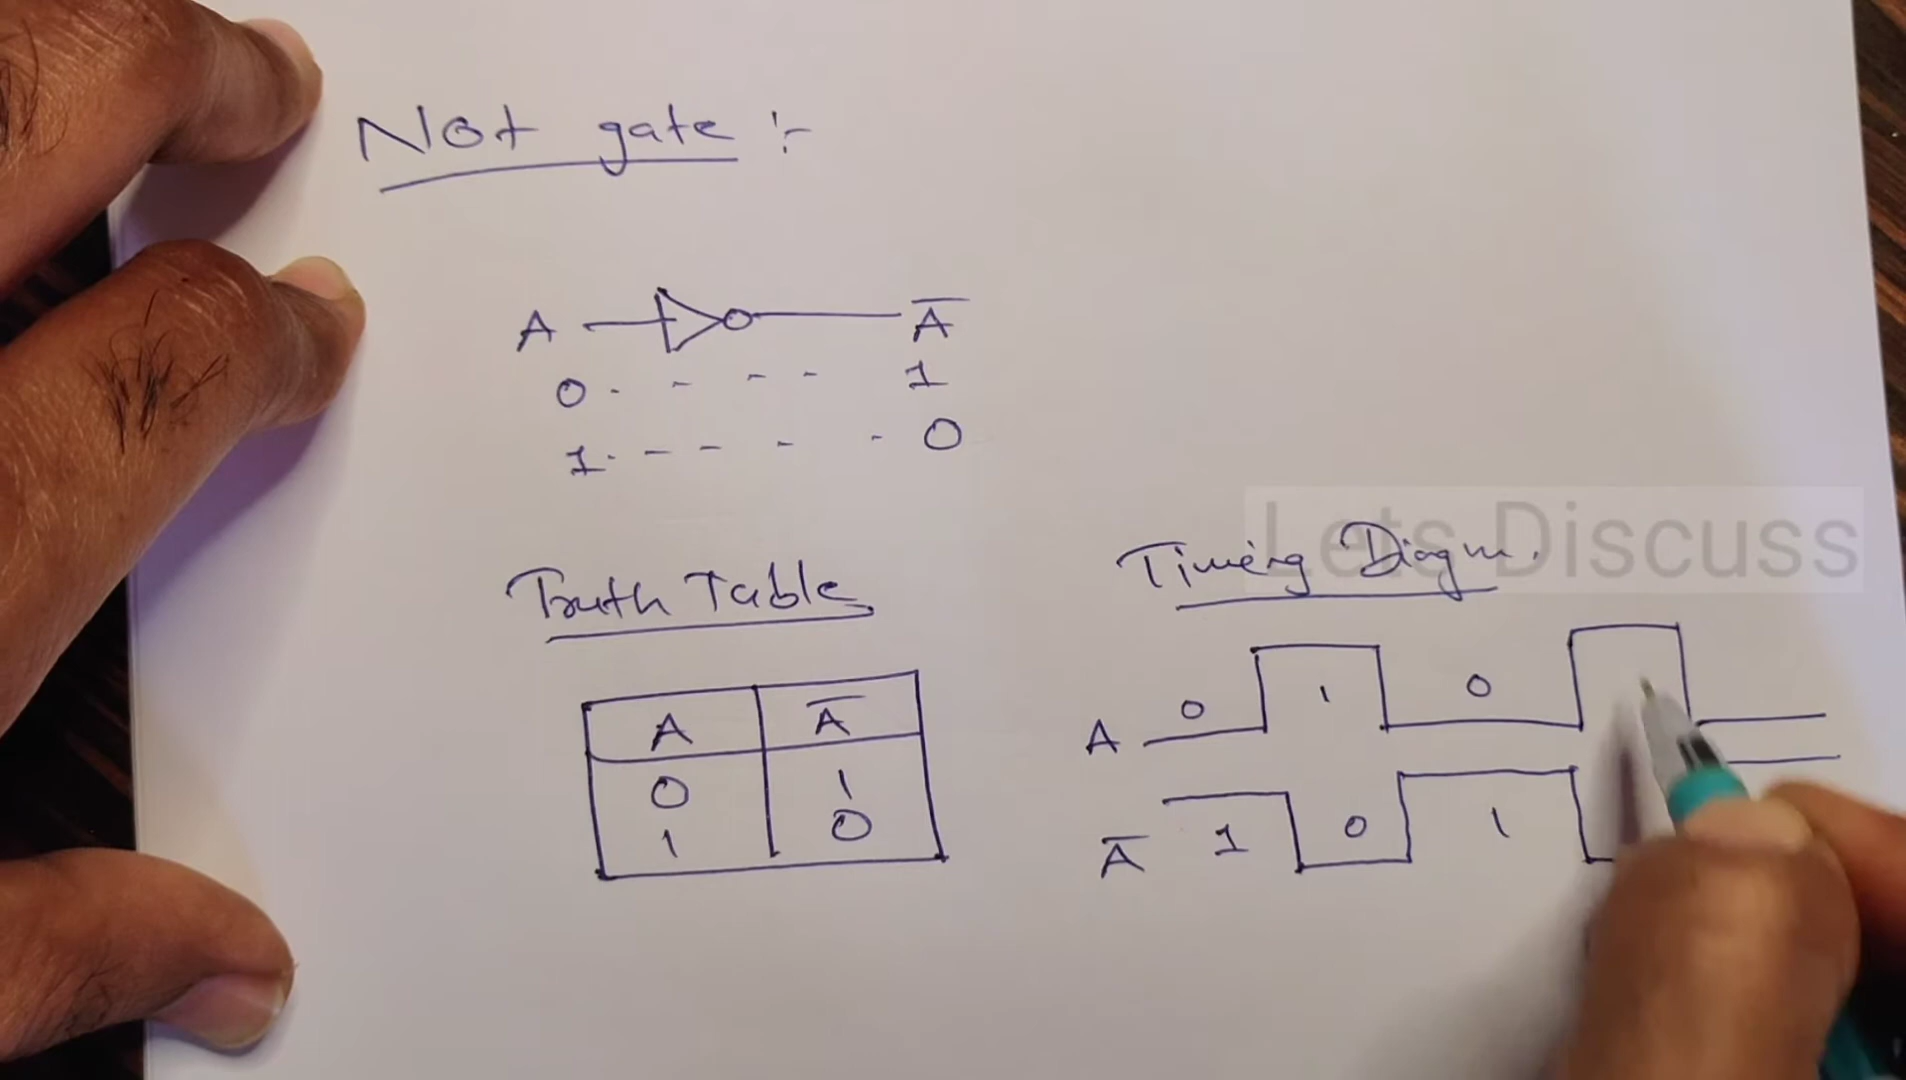 Not gate :-
A A̅
0 - - - - 1
1 - - - - - 0
Lets Discuss
Truth Table
Timing Diagm.
A A̅
0 1
1 0
A 0 1 0
A̅ 1 0 1